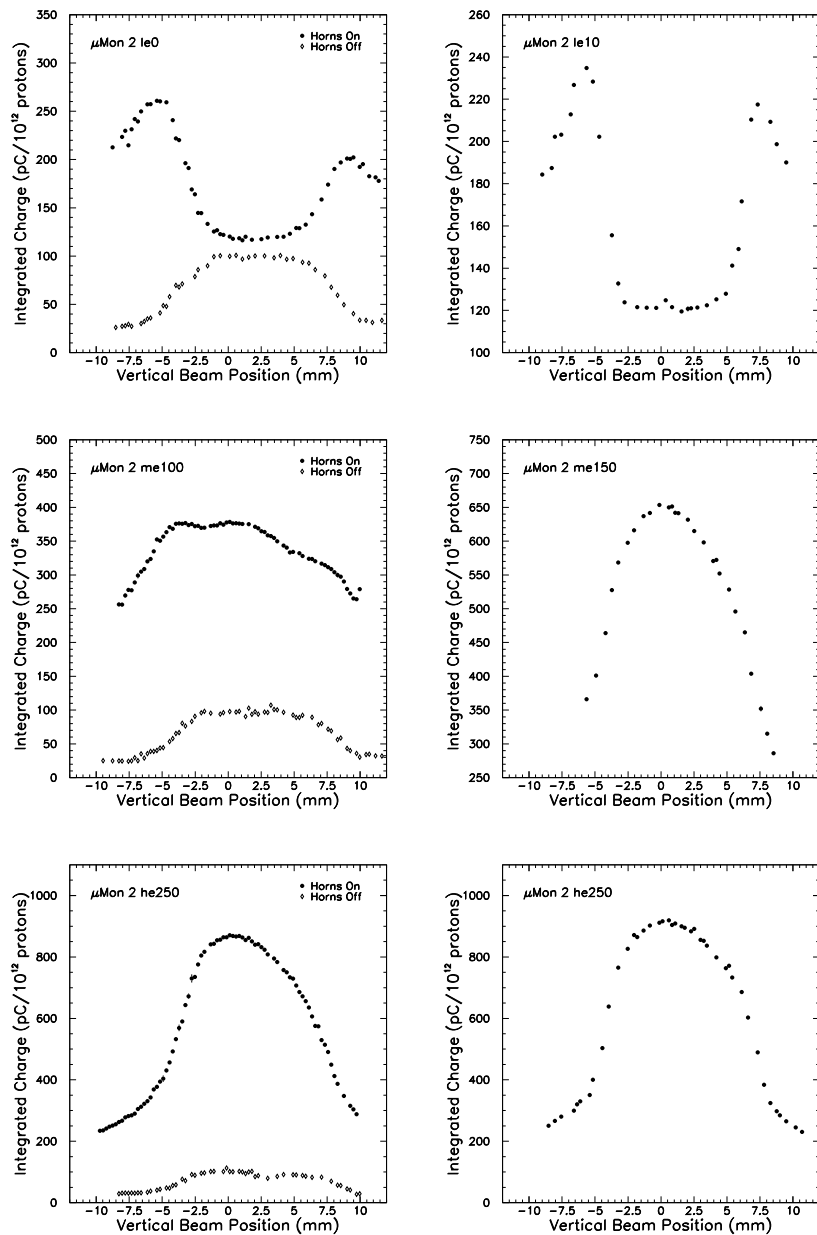 μMon 2 le0
● Horns On
◊ Horns Off
Integrated Charge (pC/10¹² protons)
350
300
250
200
150
100
50
0
−10 −7.5 −5 −2.5 0 2.5 5 7.5 10
Vertical Beam Position (mm)
μMon 2 le10
Integrated Charge (pC/10¹² protons)
260
240
220
200
180
160
140
120
100
−10 −7.5 −5 −2.5 0 2.5 5 7.5 10
Vertical Beam Position (mm)
μMon 2 me100
● Horns On
◊ Horns Off
Integrated Charge (pC/10¹² protons)
500
450
400
350
300
250
200
150
100
50
0
−10 −7.5 −5 −2.5 0 2.5 5 7.5 10
Vertical Beam Position (mm)
μMon 2 me150
Integrated Charge (pC/10¹² protons)
750
700
650
600
550
500
450
400
350
300
250
−10 −7.5 −5 −2.5 0 2.5 5 7.5 10
Vertical Beam Position (mm)
μMon 2 he250
● Horns On
◊ Horns Off
Integrated Charge (pC/10¹² protons)
1000
800
600
400
200
0
−10 −7.5 −5 −2.5 0 2.5 5 7.5 10
Vertical Beam Position (mm)
μMon 2 he250
Integrated Charge (pC/10¹² protons)
1000
800
600
400
200
0
−10 −7.5 −5 −2.5 0 2.5 5 7.5 10
Vertical Beam Position (mm)